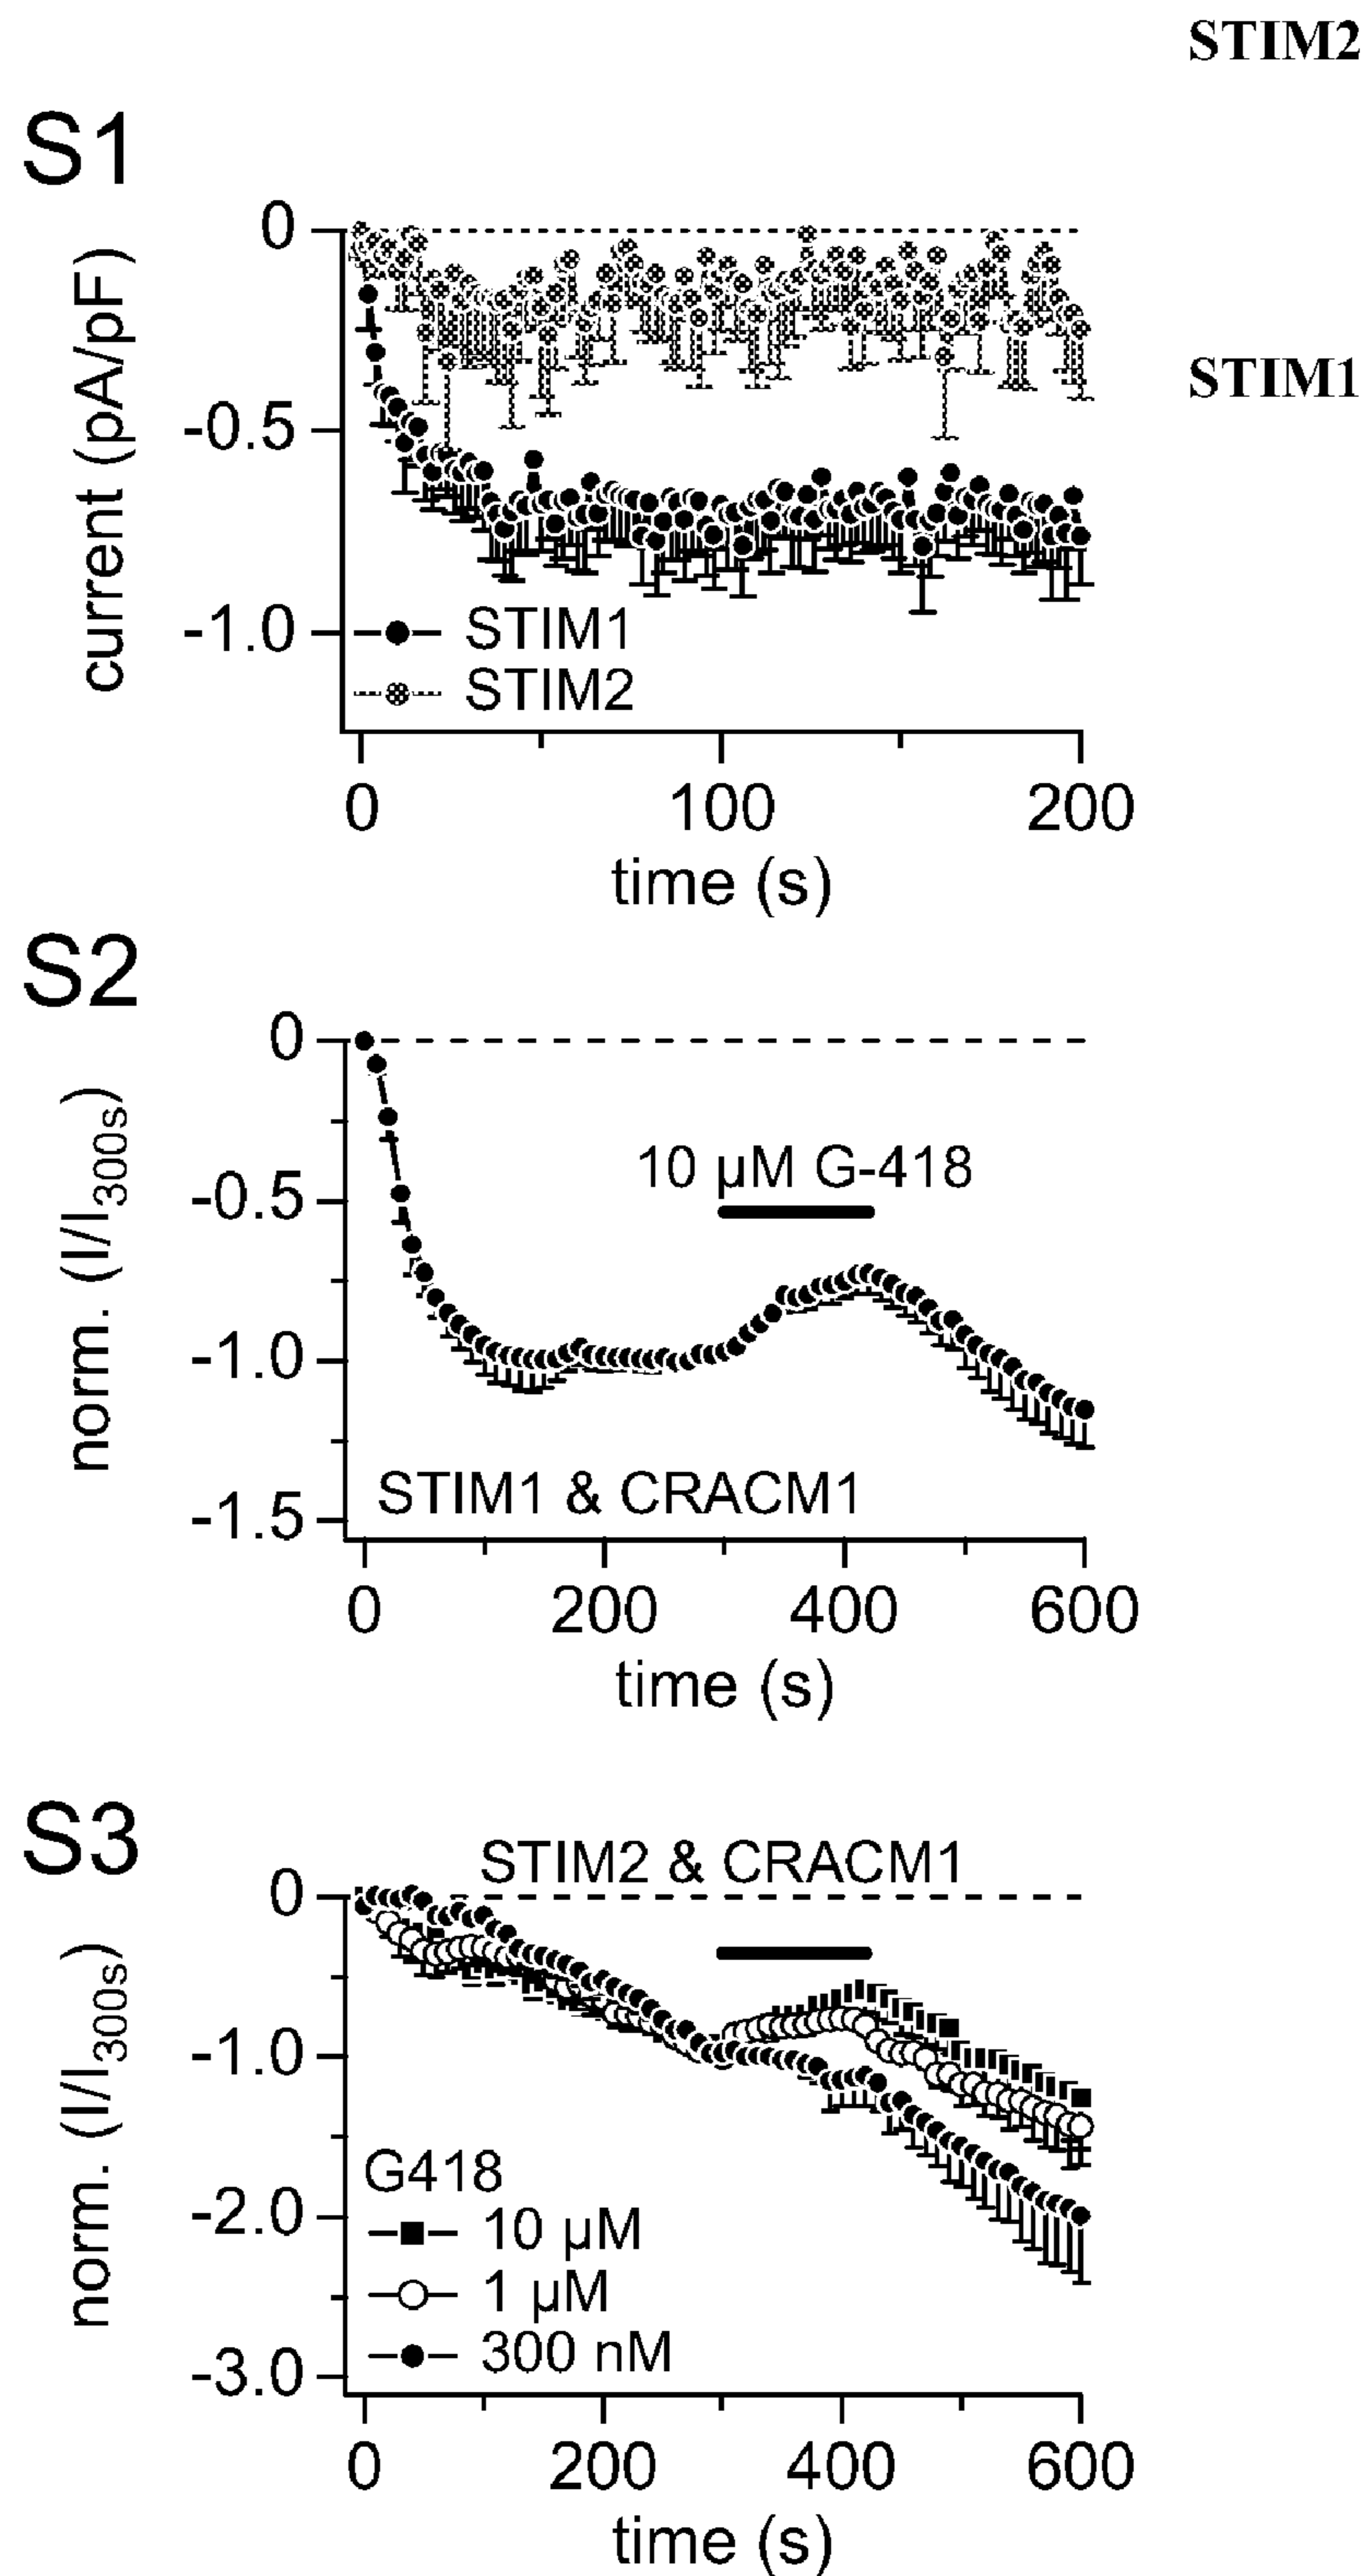 STIM2
S1
current (pA/pF)
0
-0.5
STIM1
-1.0
STIM1
STIM2
0 100 200
time (s)
S2
norm. (I/I300s)
0
10 µM G-418
-0.5
-1.0
STIM1 & CRACM1
-1.5
0 200 400 600
time (s)
S3
norm. (I/I300s)
STIM2 & CRACM1
0
-1.0
G418
-2.0
10 µM
1 µM
300 nM
-3.0
0 200 400 600
time (s)